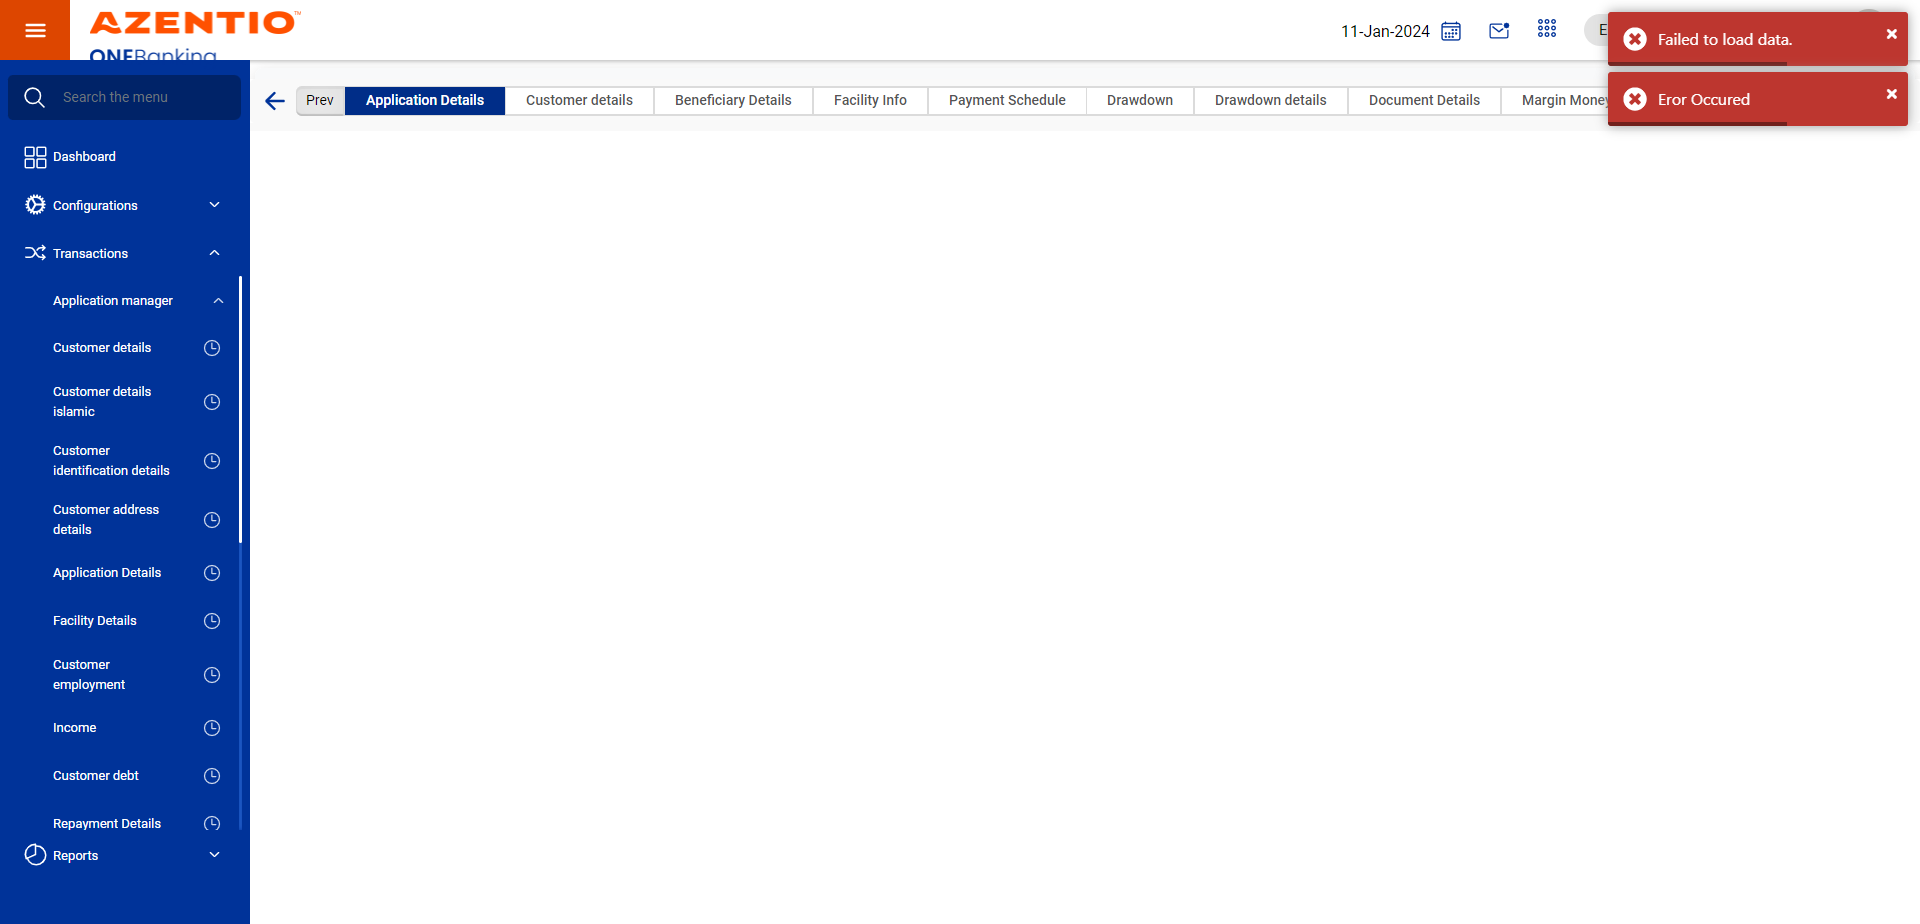 AZENTIO™
ONEBanking
11-Jan-2024
E
Failed to load data.
Eror Occured
Search the menu
Prev
Application Details
Customer details
Beneficiary Details
Facility Info
Payment Schedule
Drawdown
Drawdown details
Document Details
Margin Money
Dashboard
Configurations
Transactions
Application manager
Customer details
Customer details
islamic
Customer
identification details
Customer address
details
Application Details
Facility Details
Customer
employment
Income
Customer debt
Repayment Details
Reports